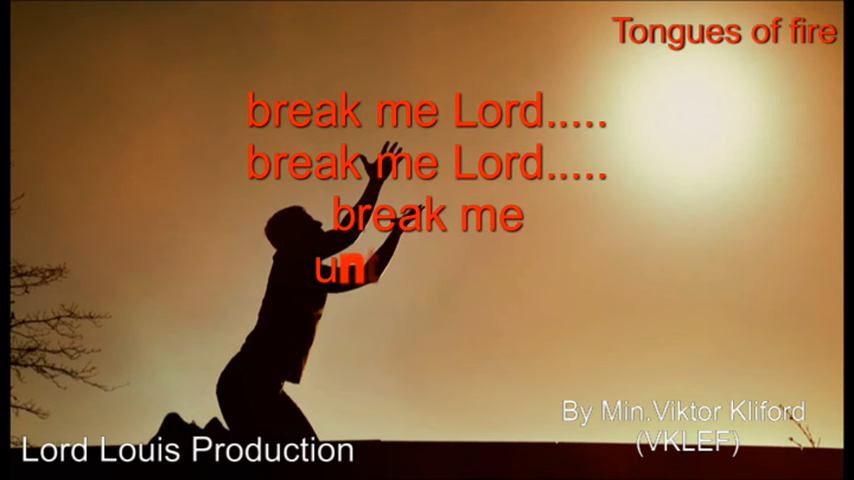 Tongues of fire
break me Lord.....
break me Lord.....
break me
unt
By Min.Viktor Kliford
(VKLEF)
Lord Louis Production